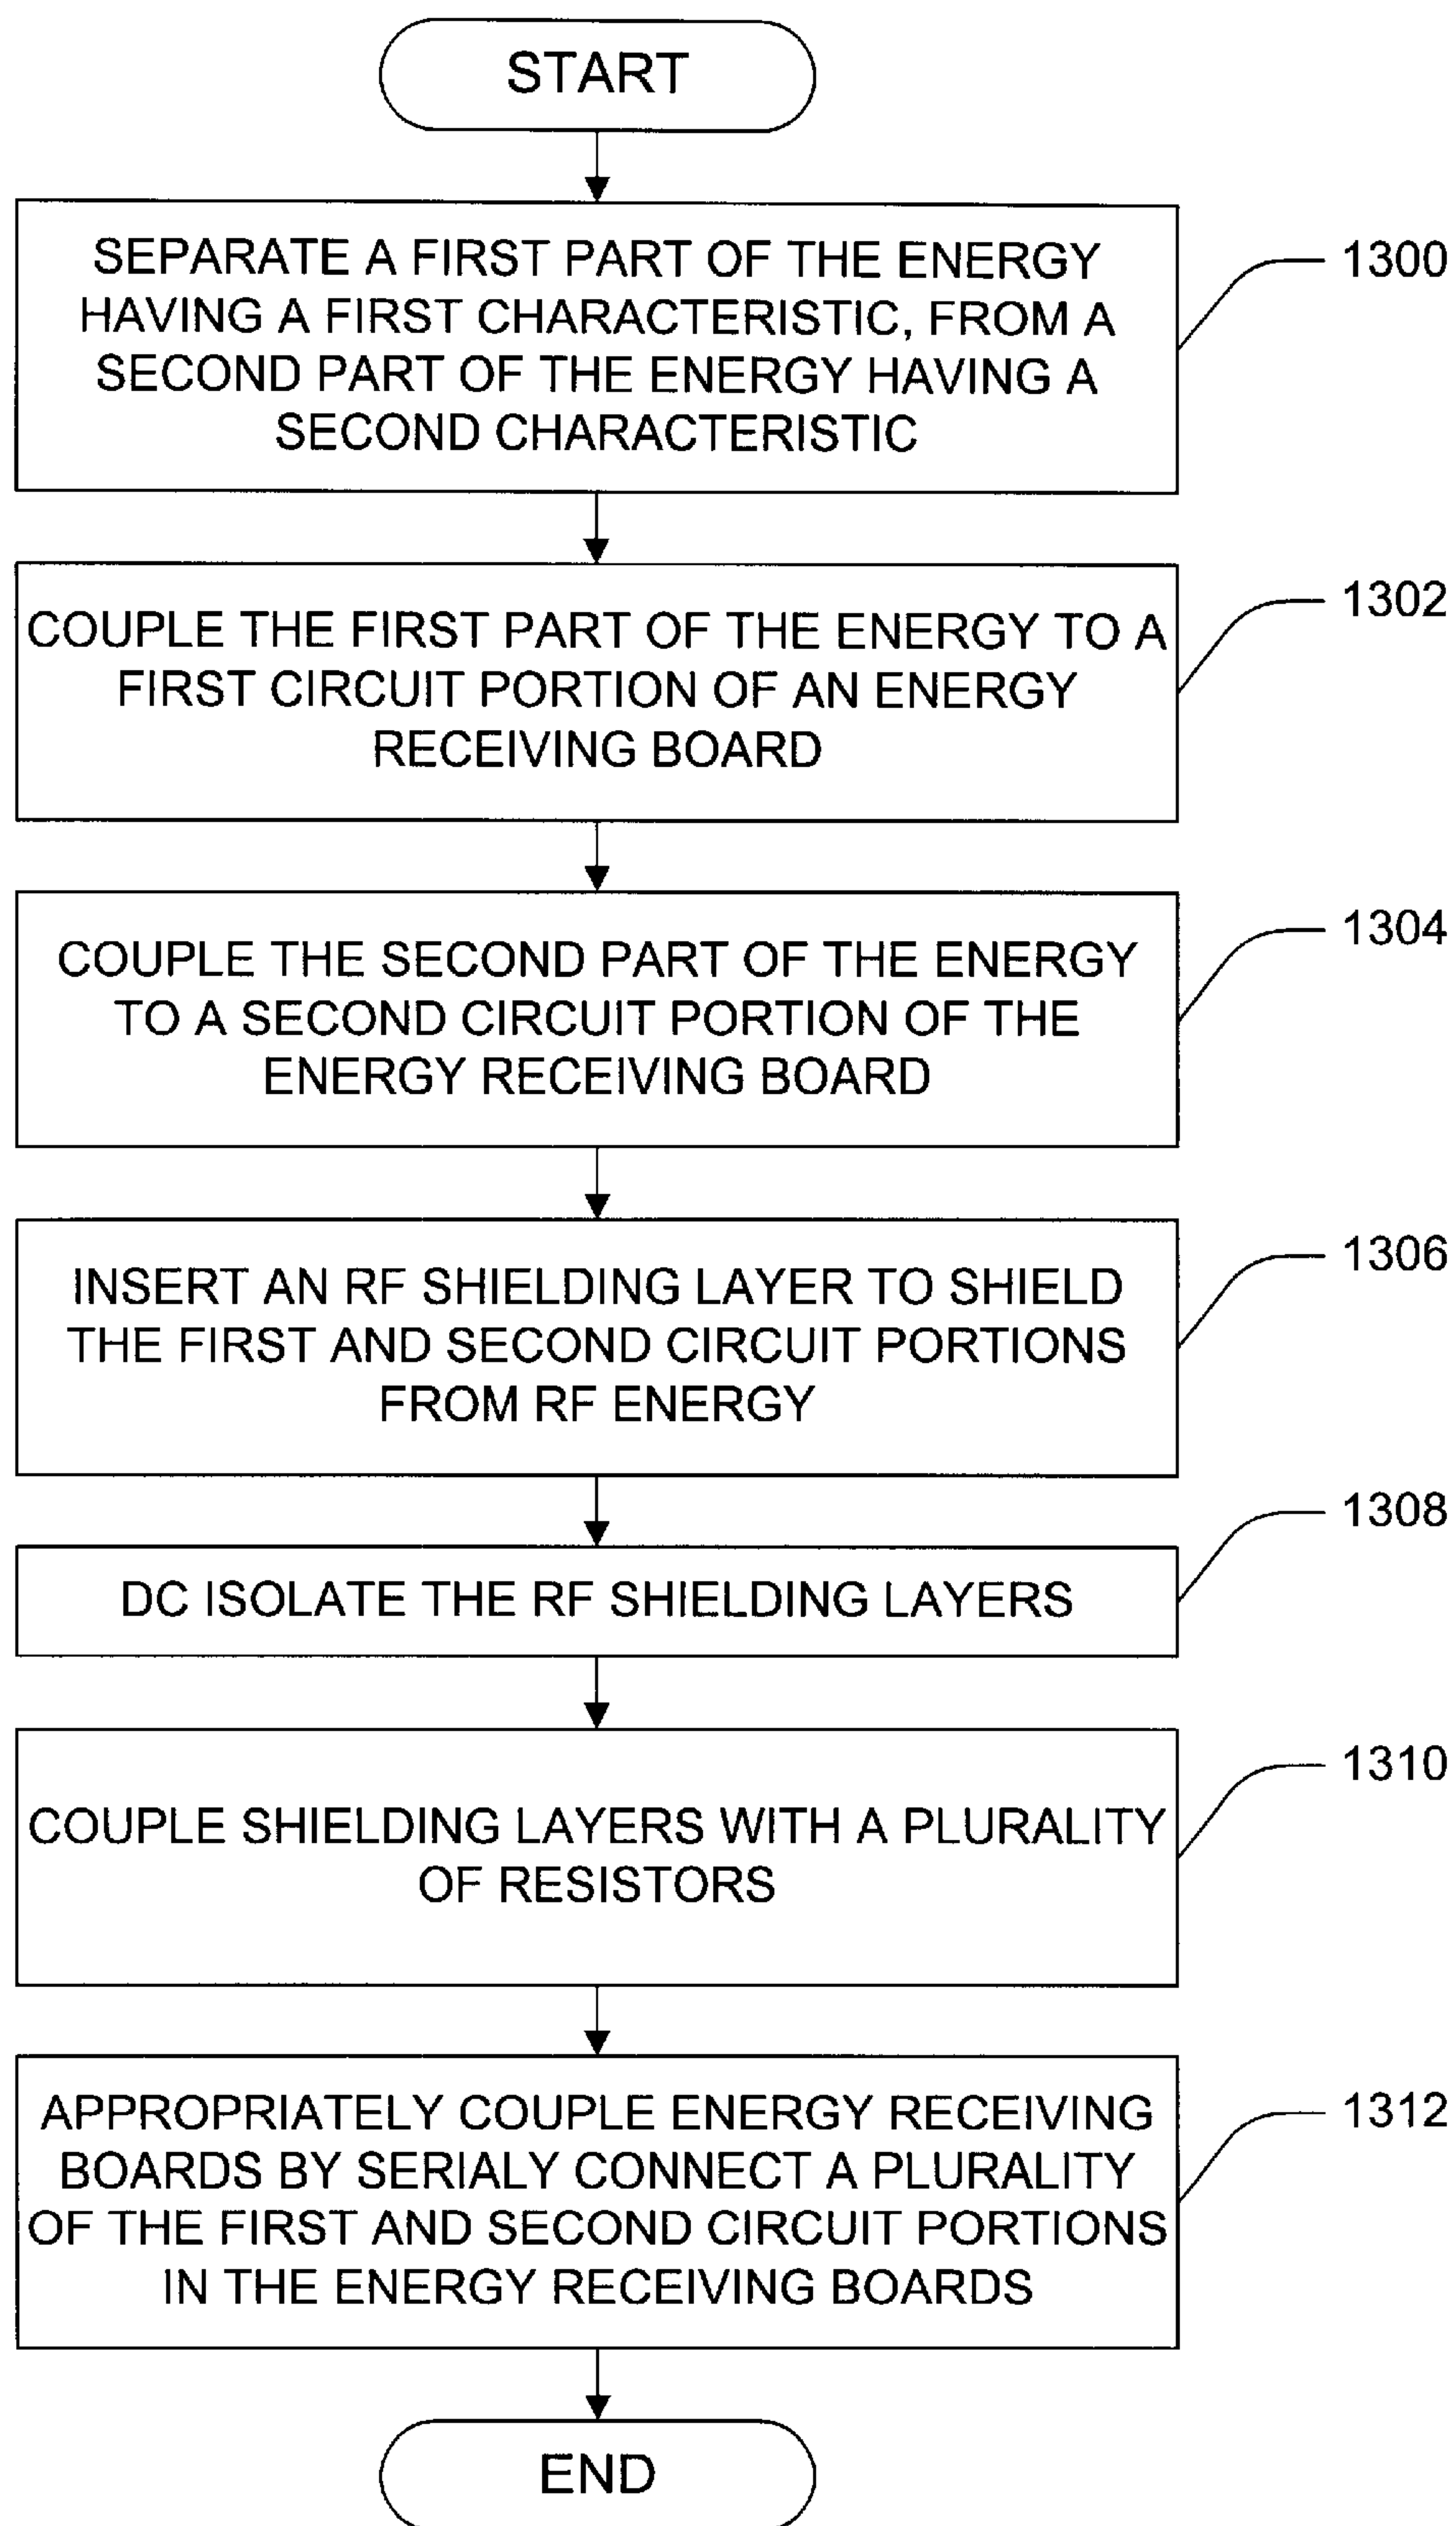 START
SEPARATE A FIRST PART OF THE ENERGY
HAVING A FIRST CHARACTERISTIC, FROM A
SECOND PART OF THE ENERGY HAVING A
SECOND CHARACTERISTIC
1300
COUPLE THE FIRST PART OF THE ENERGY TO A
FIRST CIRCUIT PORTION OF AN ENERGY
RECEIVING BOARD
1302
COUPLE THE SECOND PART OF THE ENERGY
TO A SECOND CIRCUIT PORTION OF THE
ENERGY RECEIVING BOARD
1304
INSERT AN RF SHIELDING LAYER TO SHIELD
THE FIRST AND SECOND CIRCUIT PORTIONS
FROM RF ENERGY
1306
DC ISOLATE THE RF SHIELDING LAYERS
1308
COUPLE SHIELDING LAYERS WITH A PLURALITY
OF RESISTORS
1310
APPROPRIATELY COUPLE ENERGY RECEIVING
BOARDS BY SERIALY CONNECT A PLURALITY
OF THE FIRST AND SECOND CIRCUIT PORTIONS
IN THE ENERGY RECEIVING BOARDS
1312
END